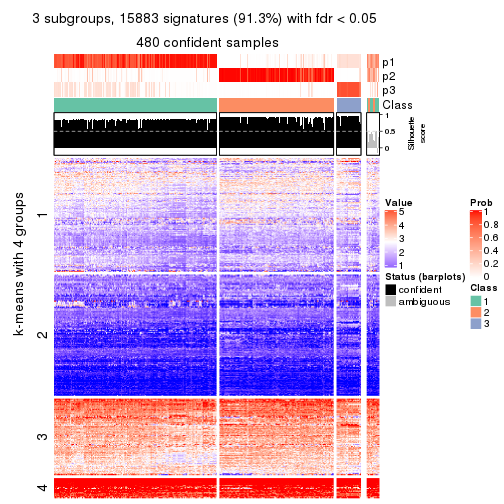 3 subgroups, 15883 signatures (91.3%) with fdr < 0.05
480 confident samples
p1
p2
p3
Class
1
0.5
0
Silhouette
score
k-means with 4 groups
1
2
3
4
Value
5
4
3
2
1
Status (barplots)
confident
ambiguous
Prob
1
0.8
0.6
0.4
0.2
0
Class
1
2
3